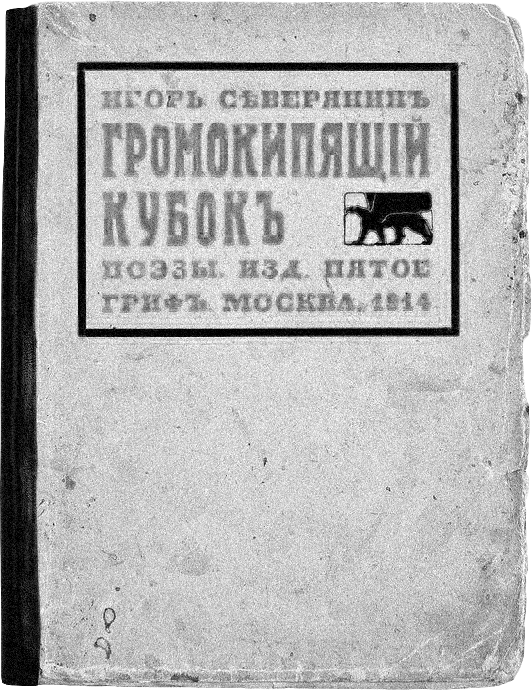 ИГОРЬ СѢВЕРЯНИНЪ
ГРОМОКИПЯЩІЙ
КУБОКЪ
ПОЭЗЫ. ИЗД. ПЯТОЕ
ГРИФЪ. МОСКВА. 1914